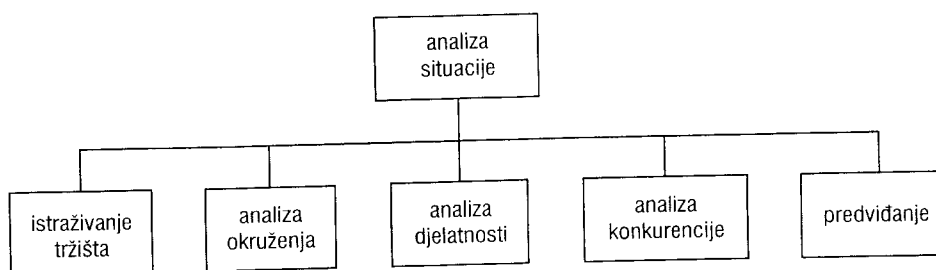 analiza
situacije
istraživanje
tržišta
analiza
okruženja
analiza
djelatnosti
analiza
konkurencije
predviđanje